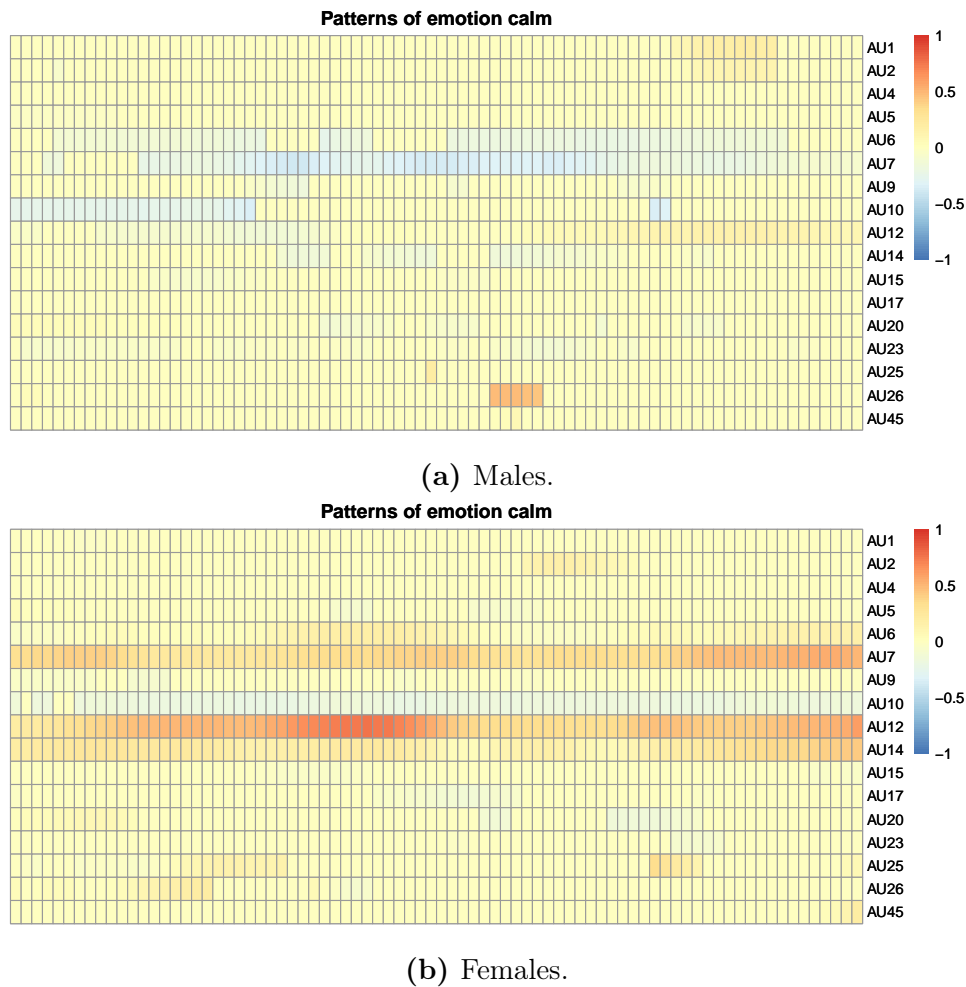 Patterns of emotion calm
AU1
AU2
AU4
AU5
AU6
AU7
AU9
AU10
AU12
AU14
AU15
AU17
AU20
AU23
AU25
AU26
AU45
1
0.5
0
−0.5
−1
(a) Males.
Patterns of emotion calm
AU1
AU2
AU4
AU5
AU6
AU7
AU9
AU10
AU12
AU14
AU15
AU17
AU20
AU23
AU25
AU26
AU45
1
0.5
0
−0.5
−1
(b) Females.